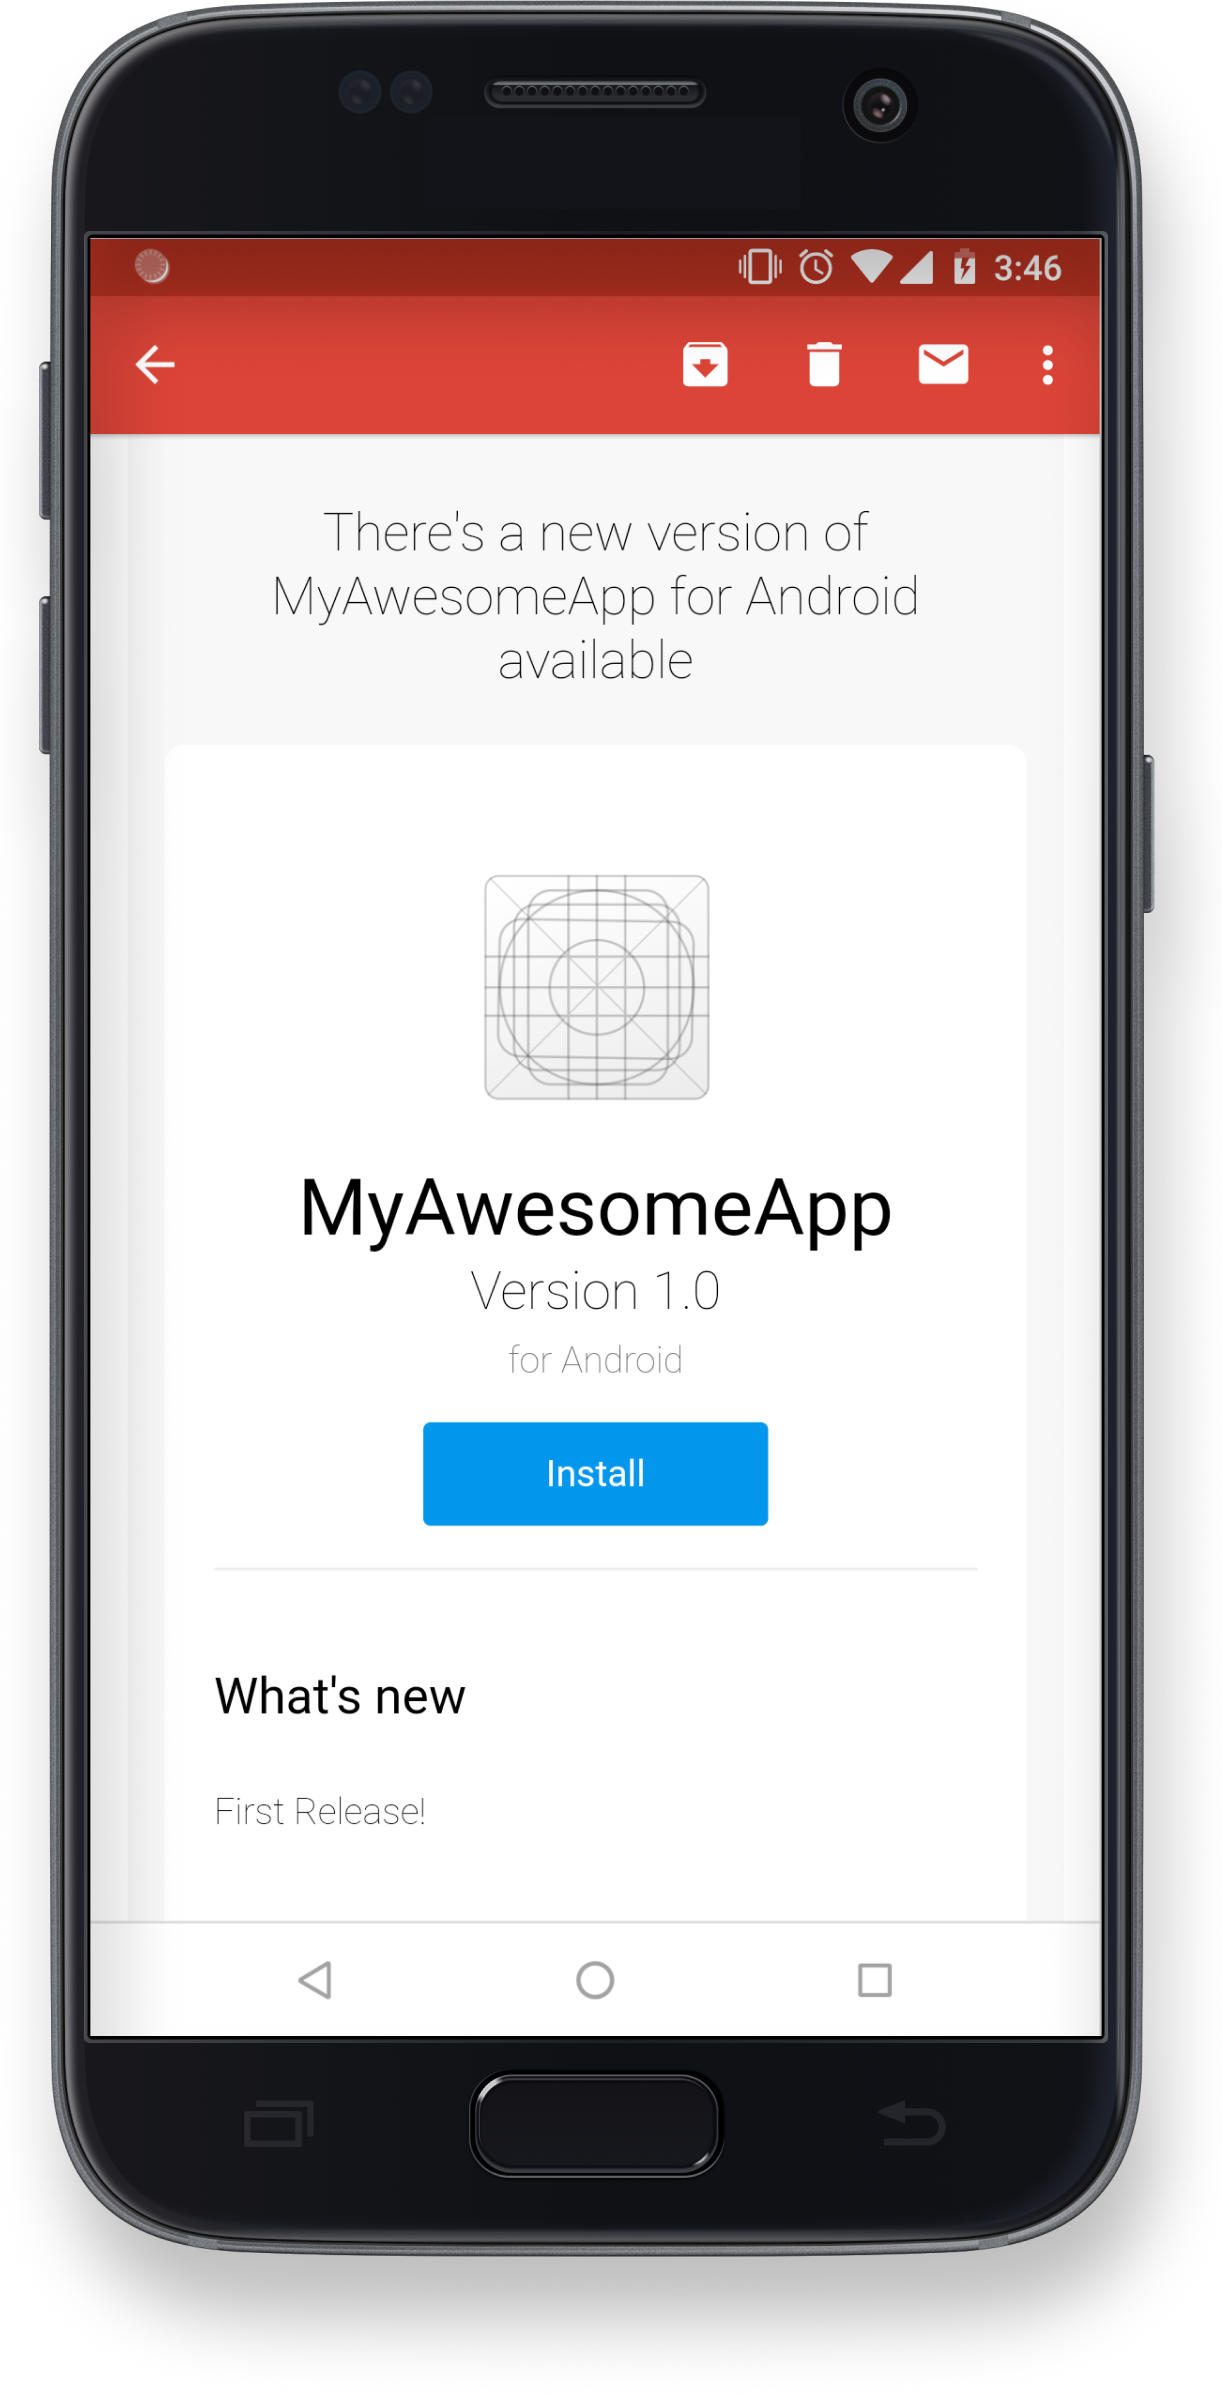 3:46
There's a new version of
MyAwesomeApp for Android
available
MyAwesomeApp
Version 1.0
for Android
Install
What's new
First Release!